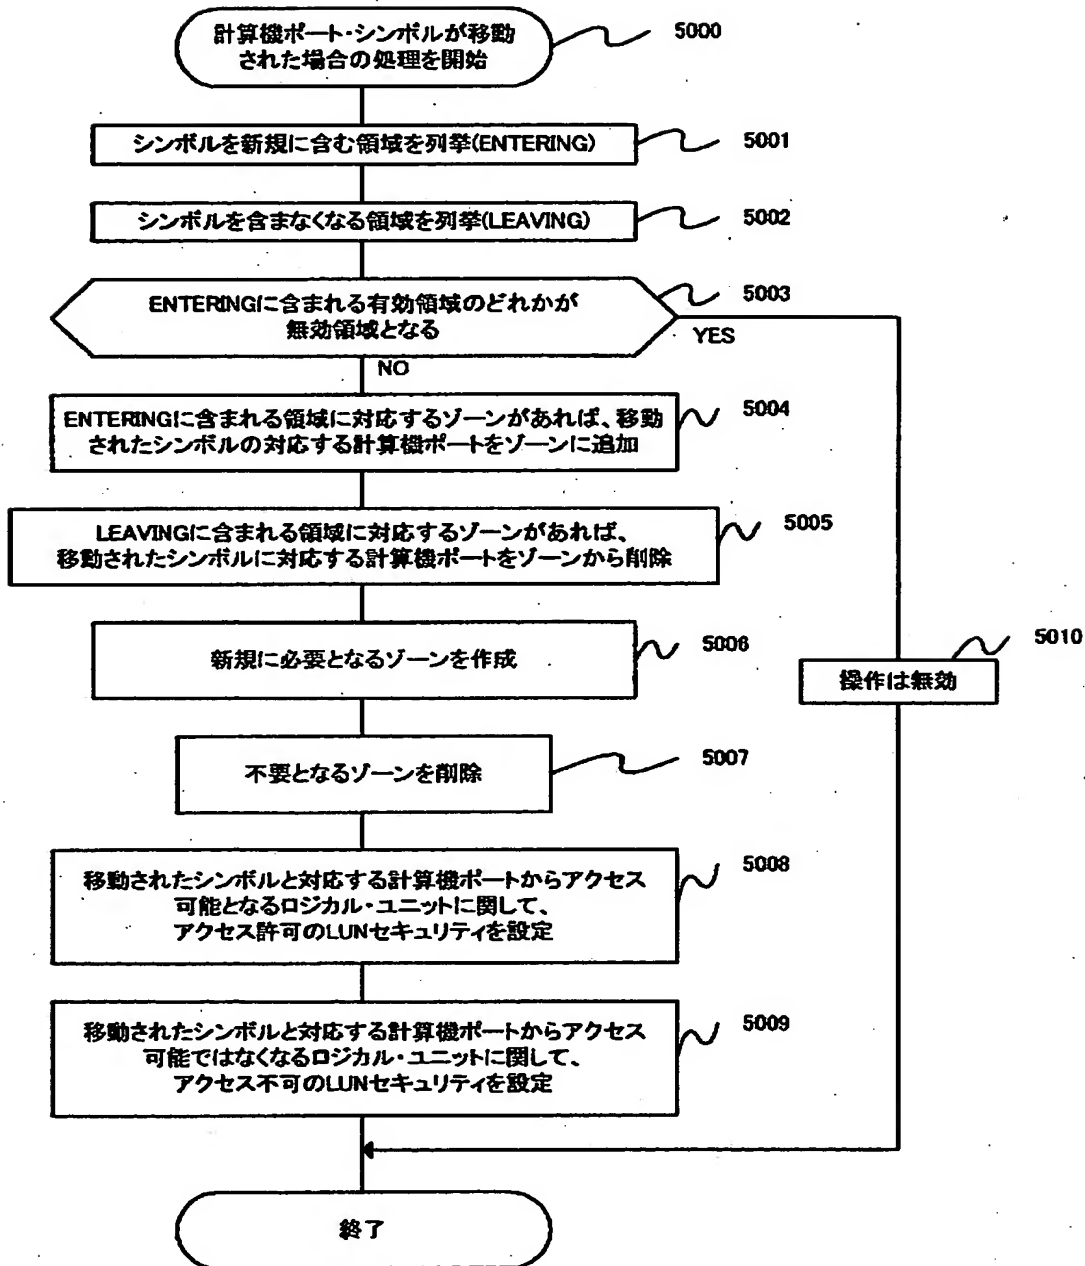 計算機ポート・シンボルが移動
された場合の処理を開始
5000
シンボルを新規に含む領域を列挙(ENTERING)
5001
シンボルを含まなくなる領域を列挙(LEAVING)
5002
ENTERINGに含まれる有効領域のどれかが
無効領域となる
5003
YES
NO
ENTERINGに含まれる領域に対応するゾーンがあれば、移動
されたシンボルの対応する計算機ポートをゾーンに追加
5004
LEAVINGに含まれる領域に対応するゾーンがあれば、
移動されたシンボルに対応する計算機ポートをゾーンから削除
5005
新規に必要となるゾーンを作成
5006
操作は無効
5010
不要となるゾーンを削除
5007
移動されたシンボルと対応する計算機ポートからアクセス
可能となるロジカル・ユニットに関して、
アクセス許可のLUNセキュリティを設定
5008
移動されたシンボルと対応する計算機ポートからアクセス
可能ではなくなるロジカル・ユニットに関して、
アクセス不可のLUNセキュリティを設定
5009
終了